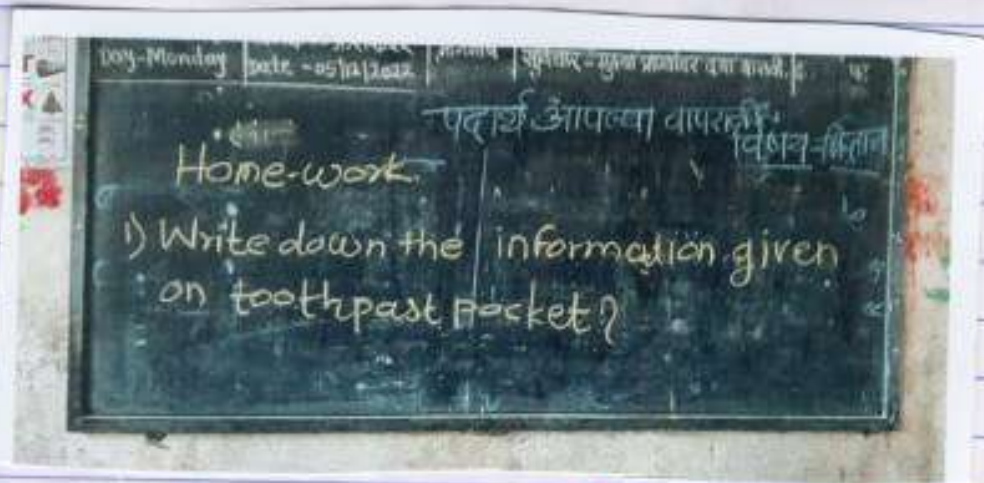 Day-Monday Date - 05/12/2022
पदार्थ आपल्या वापरातील
विषय-विज्ञान
Home-work.
1) Write down the information given
on toothpast packet?